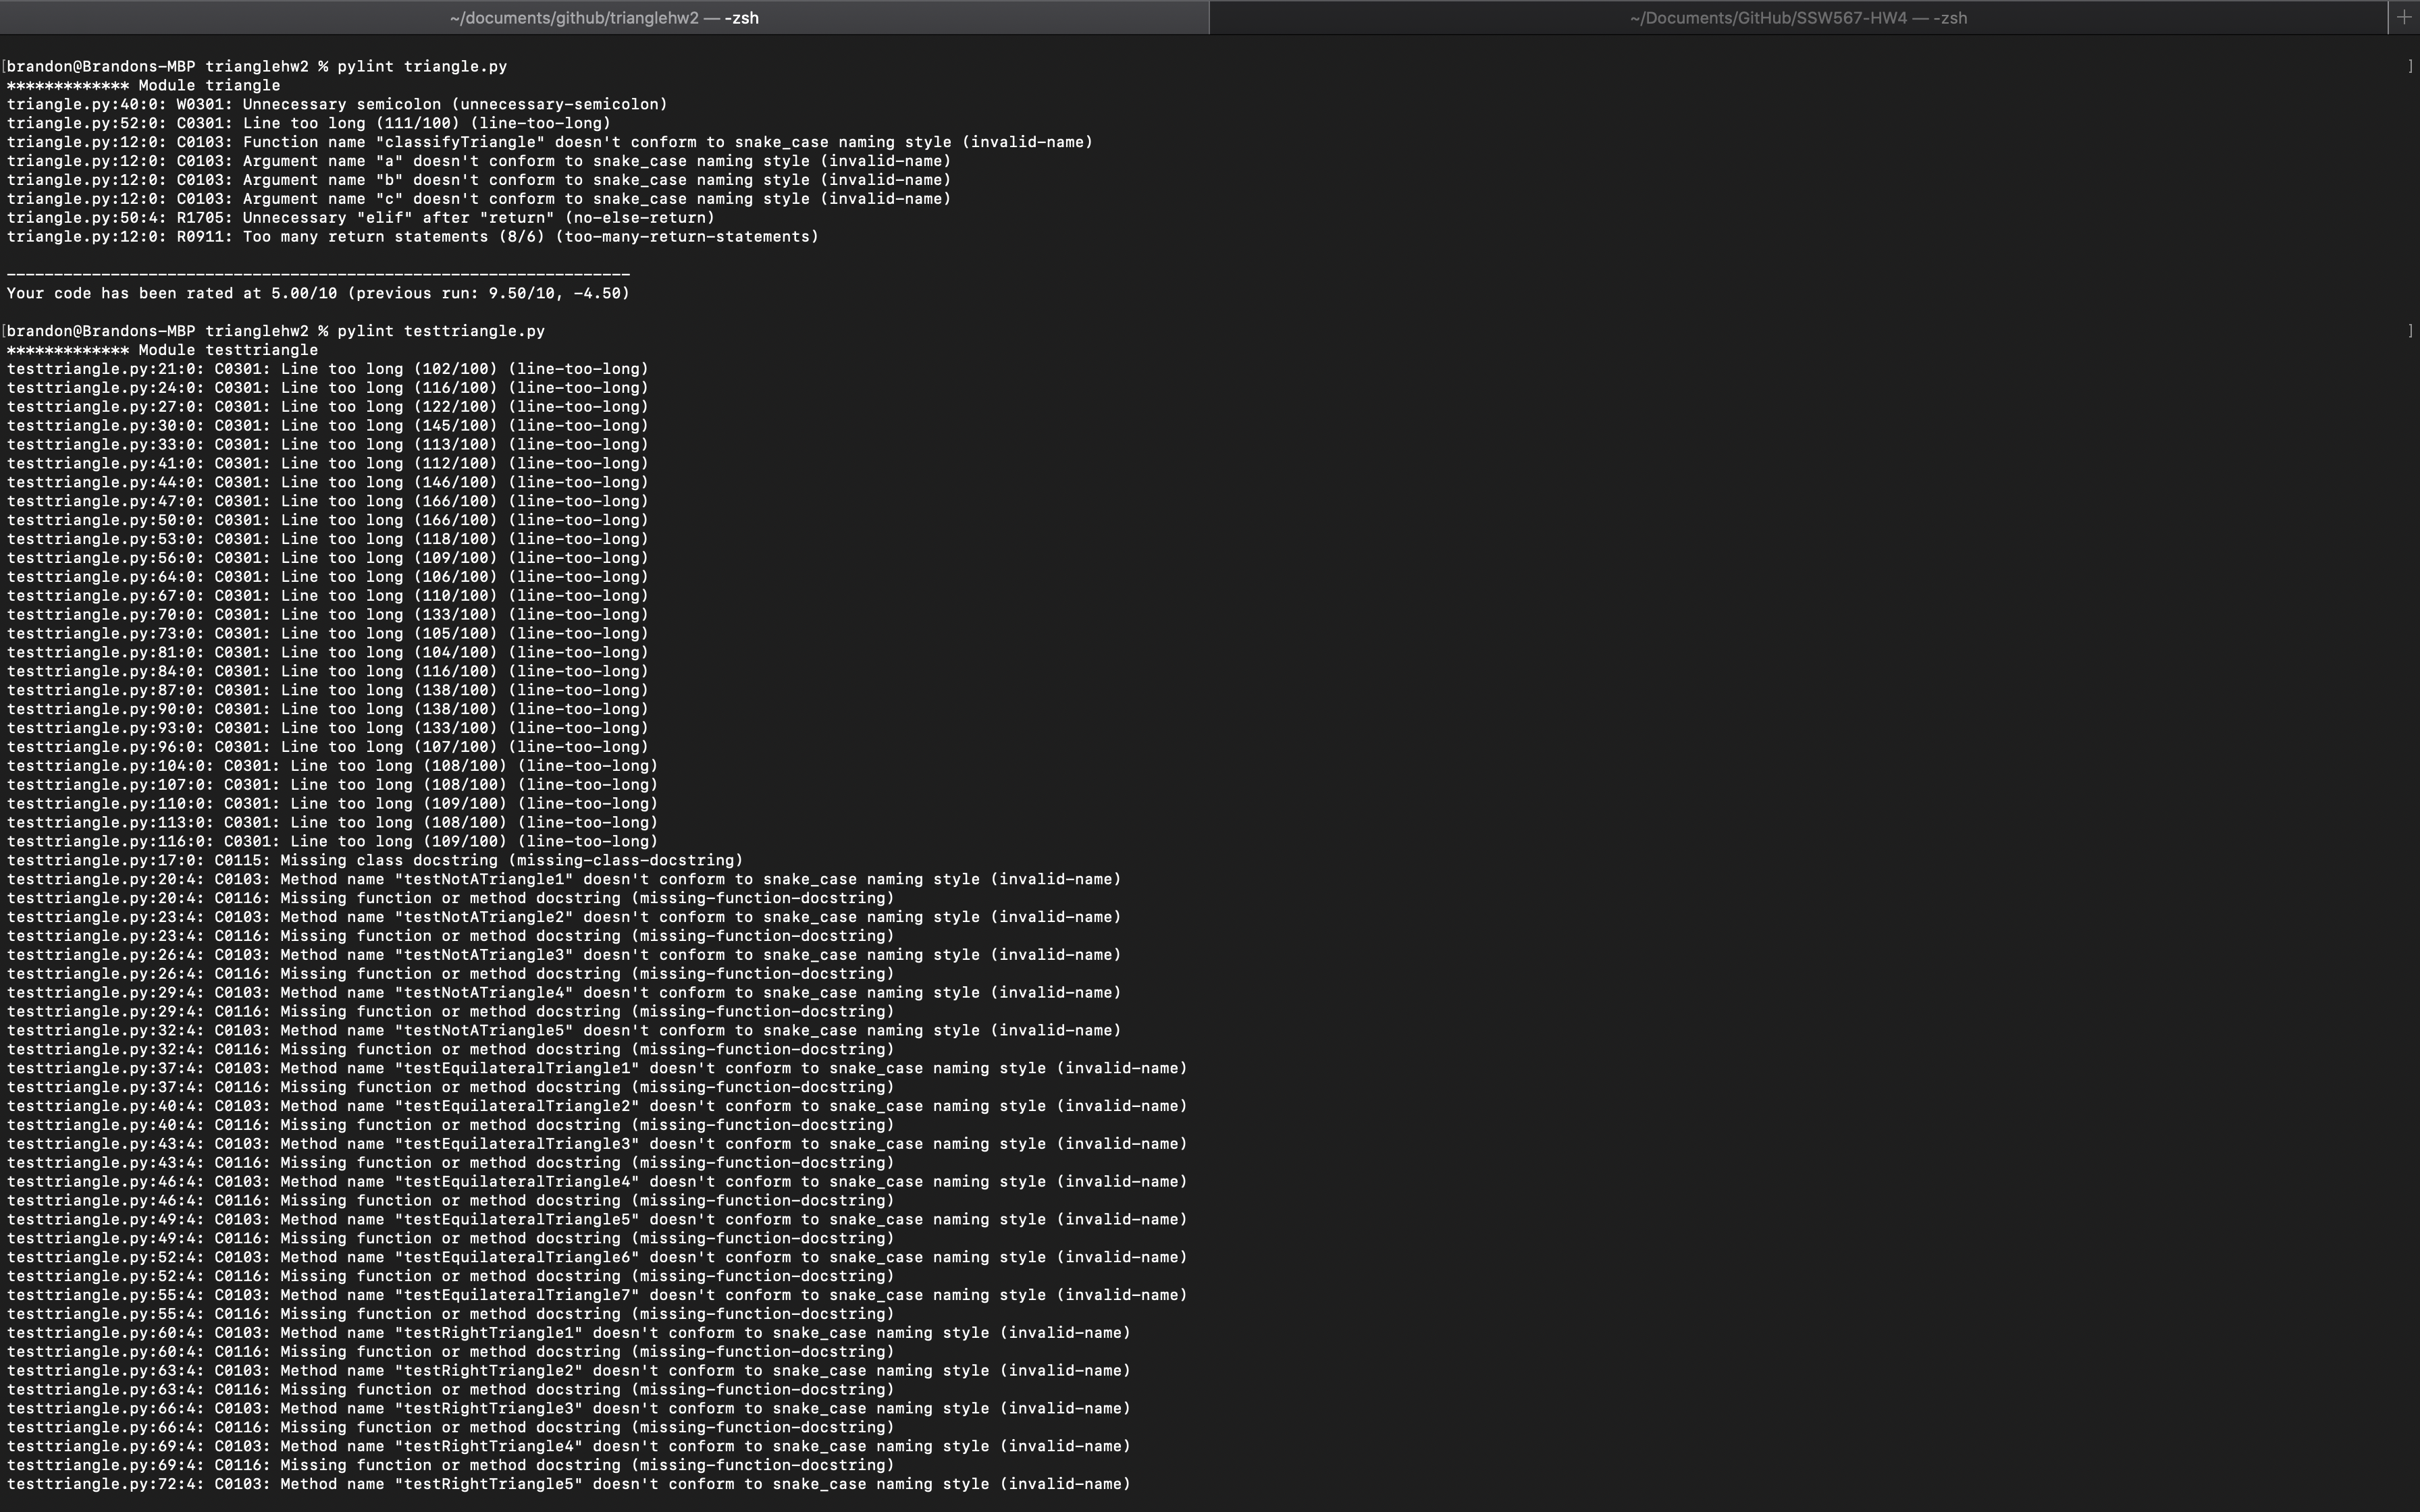 ~/documents/github/trianglehw2 — -zsh
~/Documents/GitHub/SSW567-HW4 — -zsh
+
[brandon@Brandons-MBP trianglehw2 % pylint triangle.py ]
************* Module triangle
triangle.py:40:0: W0301: Unnecessary semicolon (unnecessary-semicolon)
triangle.py:52:0: C0301: Line too long (111/100) (line-too-long)
triangle.py:12:0: C0103: Function name "classifyTriangle" doesn't conform to snake_case naming style (invalid-name)
triangle.py:12:0: C0103: Argument name "a" doesn't conform to snake_case naming style (invalid-name)
triangle.py:12:0: C0103: Argument name "b" doesn't conform to snake_case naming style (invalid-name)
triangle.py:12:0: C0103: Argument name "c" doesn't conform to snake_case naming style (invalid-name)
triangle.py:50:4: R1705: Unnecessary "elif" after "return" (no-else-return)
triangle.py:12:0: R0911: Too many return statements (8/6) (too-many-return-statements)
------------------------------------------------------------------
Your code has been rated at 5.00/10 (previous run: 9.50/10, -4.50)
[brandon@Brandons-MBP trianglehw2 % pylint testtriangle.py ]
************* Module testtriangle
testtriangle.py:21:0: C0301: Line too long (102/100) (line-too-long)
testtriangle.py:24:0: C0301: Line too long (116/100) (line-too-long)
testtriangle.py:27:0: C0301: Line too long (122/100) (line-too-long)
testtriangle.py:30:0: C0301: Line too long (145/100) (line-too-long)
testtriangle.py:33:0: C0301: Line too long (113/100) (line-too-long)
testtriangle.py:41:0: C0301: Line too long (112/100) (line-too-long)
testtriangle.py:44:0: C0301: Line too long (146/100) (line-too-long)
testtriangle.py:47:0: C0301: Line too long (166/100) (line-too-long)
testtriangle.py:50:0: C0301: Line too long (166/100) (line-too-long)
testtriangle.py:53:0: C0301: Line too long (118/100) (line-too-long)
testtriangle.py:56:0: C0301: Line too long (109/100) (line-too-long)
testtriangle.py:64:0: C0301: Line too long (106/100) (line-too-long)
testtriangle.py:67:0: C0301: Line too long (110/100) (line-too-long)
testtriangle.py:70:0: C0301: Line too long (133/100) (line-too-long)
testtriangle.py:73:0: C0301: Line too long (105/100) (line-too-long)
testtriangle.py:81:0: C0301: Line too long (104/100) (line-too-long)
testtriangle.py:84:0: C0301: Line too long (116/100) (line-too-long)
testtriangle.py:87:0: C0301: Line too long (138/100) (line-too-long)
testtriangle.py:90:0: C0301: Line too long (138/100) (line-too-long)
testtriangle.py:93:0: C0301: Line too long (133/100) (line-too-long)
testtriangle.py:96:0: C0301: Line too long (107/100) (line-too-long)
testtriangle.py:104:0: C0301: Line too long (108/100) (line-too-long)
testtriangle.py:107:0: C0301: Line too long (108/100) (line-too-long)
testtriangle.py:110:0: C0301: Line too long (109/100) (line-too-long)
testtriangle.py:113:0: C0301: Line too long (108/100) (line-too-long)
testtriangle.py:116:0: C0301: Line too long (109/100) (line-too-long)
testtriangle.py:17:0: C0115: Missing class docstring (missing-class-docstring)
testtriangle.py:20:4: C0103: Method name "testNotATriangle1" doesn't conform to snake_case naming style (invalid-name)
testtriangle.py:20:4: C0116: Missing function or method docstring (missing-function-docstring)
testtriangle.py:23:4: C0103: Method name "testNotATriangle2" doesn't conform to snake_case naming style (invalid-name)
testtriangle.py:23:4: C0116: Missing function or method docstring (missing-function-docstring)
testtriangle.py:26:4: C0103: Method name "testNotATriangle3" doesn't conform to snake_case naming style (invalid-name)
testtriangle.py:26:4: C0116: Missing function or method docstring (missing-function-docstring)
testtriangle.py:29:4: C0103: Method name "testNotATriangle4" doesn't conform to snake_case naming style (invalid-name)
testtriangle.py:29:4: C0116: Missing function or method docstring (missing-function-docstring)
testtriangle.py:32:4: C0103: Method name "testNotATriangle5" doesn't conform to snake_case naming style (invalid-name)
testtriangle.py:32:4: C0116: Missing function or method docstring (missing-function-docstring)
testtriangle.py:37:4: C0103: Method name "testEquilateralTriangle1" doesn't conform to snake_case naming style (invalid-name)
testtriangle.py:37:4: C0116: Missing function or method docstring (missing-function-docstring)
testtriangle.py:40:4: C0103: Method name "testEquilateralTriangle2" doesn't conform to snake_case naming style (invalid-name)
testtriangle.py:40:4: C0116: Missing function or method docstring (missing-function-docstring)
testtriangle.py:43:4: C0103: Method name "testEquilateralTriangle3" doesn't conform to snake_case naming style (invalid-name)
testtriangle.py:43:4: C0116: Missing function or method docstring (missing-function-docstring)
testtriangle.py:46:4: C0103: Method name "testEquilateralTriangle4" doesn't conform to snake_case naming style (invalid-name)
testtriangle.py:46:4: C0116: Missing function or method docstring (missing-function-docstring)
testtriangle.py:49:4: C0103: Method name "testEquilateralTriangle5" doesn't conform to snake_case naming style (invalid-name)
testtriangle.py:49:4: C0116: Missing function or method docstring (missing-function-docstring)
testtriangle.py:52:4: C0103: Method name "testEquilateralTriangle6" doesn't conform to snake_case naming style (invalid-name)
testtriangle.py:52:4: C0116: Missing function or method docstring (missing-function-docstring)
testtriangle.py:55:4: C0103: Method name "testEquilateralTriangle7" doesn't conform to snake_case naming style (invalid-name)
testtriangle.py:55:4: C0116: Missing function or method docstring (missing-function-docstring)
testtriangle.py:60:4: C0103: Method name "testRightTriangle1" doesn't conform to snake_case naming style (invalid-name)
testtriangle.py:60:4: C0116: Missing function or method docstring (missing-function-docstring)
testtriangle.py:63:4: C0103: Method name "testRightTriangle2" doesn't conform to snake_case naming style (invalid-name)
testtriangle.py:63:4: C0116: Missing function or method docstring (missing-function-docstring)
testtriangle.py:66:4: C0103: Method name "testRightTriangle3" doesn't conform to snake_case naming style (invalid-name)
testtriangle.py:66:4: C0116: Missing function or method docstring (missing-function-docstring)
testtriangle.py:69:4: C0103: Method name "testRightTriangle4" doesn't conform to snake_case naming style (invalid-name)
testtriangle.py:69:4: C0116: Missing function or method docstring (missing-function-docstring)
testtriangle.py:72:4: C0103: Method name "testRightTriangle5" doesn't conform to snake_case naming style (invalid-name)